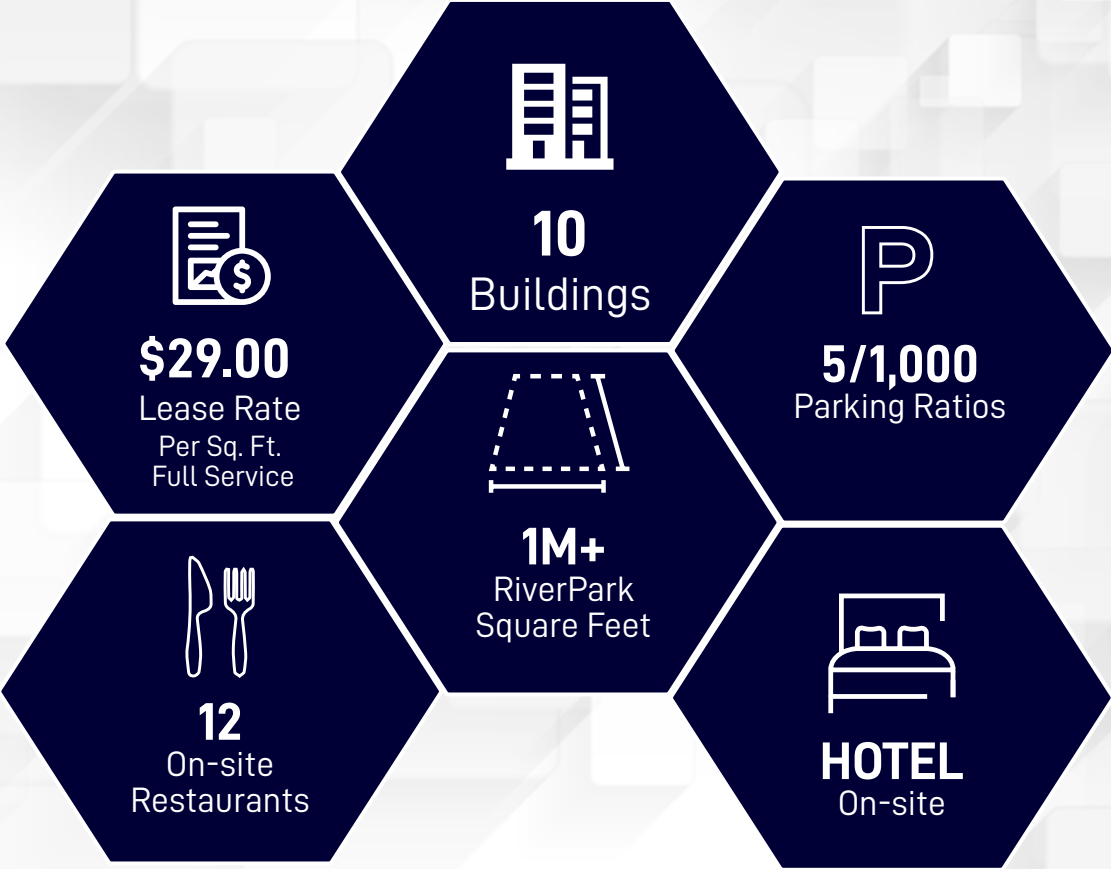 10
Buildings
$29.00
Lease Rate
Per Sq. Ft.
Full Service
P
5/1,000
Parking Ratios
1M+
RiverPark
Square Feet
12
On-site
Restaurants
HOTEL
On-site